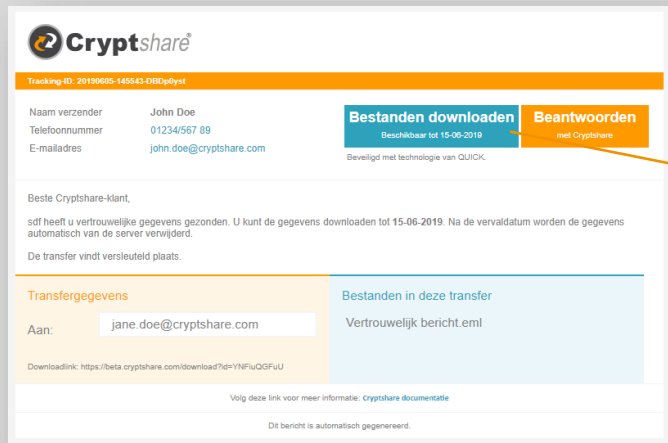 Cryptshare®
Tracking-ID: 20190605-145543-DBDp0yst
Naam verzender John Doe
Telefoonnummer 01234/567 89
E-mailadres john.doe@cryptshare.com
Bestanden downloaden
Beschikbaar tot 15-06-2019
Beantwoorden
met Cryptshare
Beveiligd met technologie van QUICK.
Beste Cryptshare-klant,
sdf heeft u vertrouwelijke gegevens gezonden. U kunt de gegevens downloaden tot 15-06-2019. Na de vervaldatum worden de gegevens
automatisch van de server verwijderd.
De transfer vindt versleuteld plaats.
Transfergegevens
Aan: jane.doe@cryptshare.com
Downloadlink: https://beta.cryptshare.com/download?id=YNFiuQGFuU
Bestanden in deze transfer
Vertrouwelijk bericht.eml
Volg deze link voor meer informatie: Cryptshare documentatie
Dit bericht is automatisch gegenereerd.